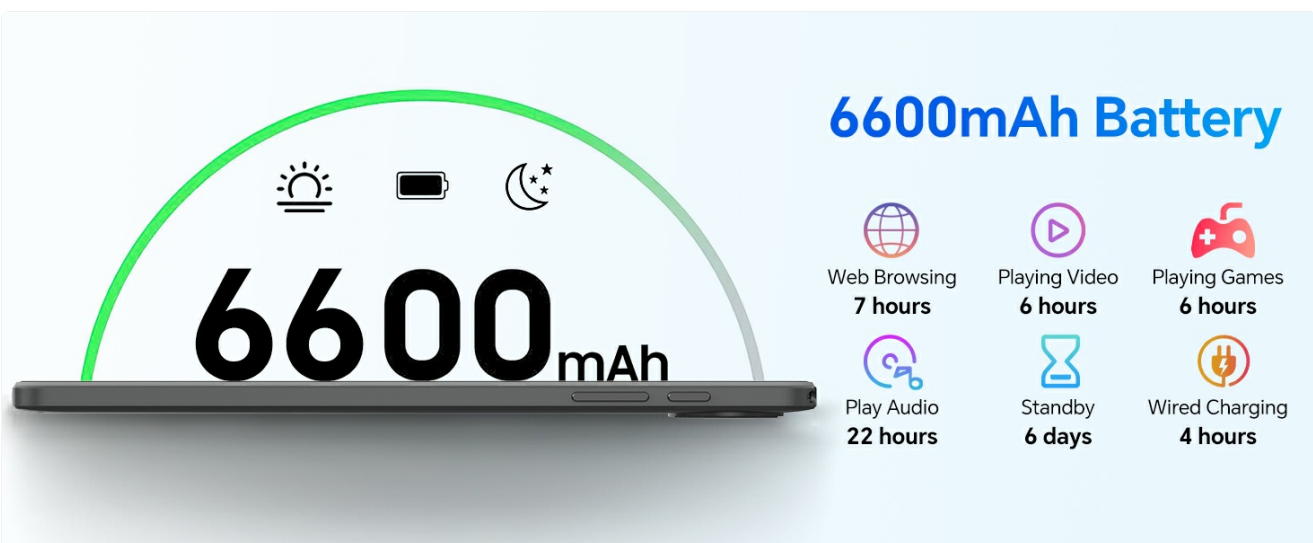 6600mAh
6600mAh Battery
Web Browsing
7 hours
Playing Video
6 hours
Playing Games
6 hours
Play Audio
22 hours
Standby
6 days
Wired Charging
4 hours